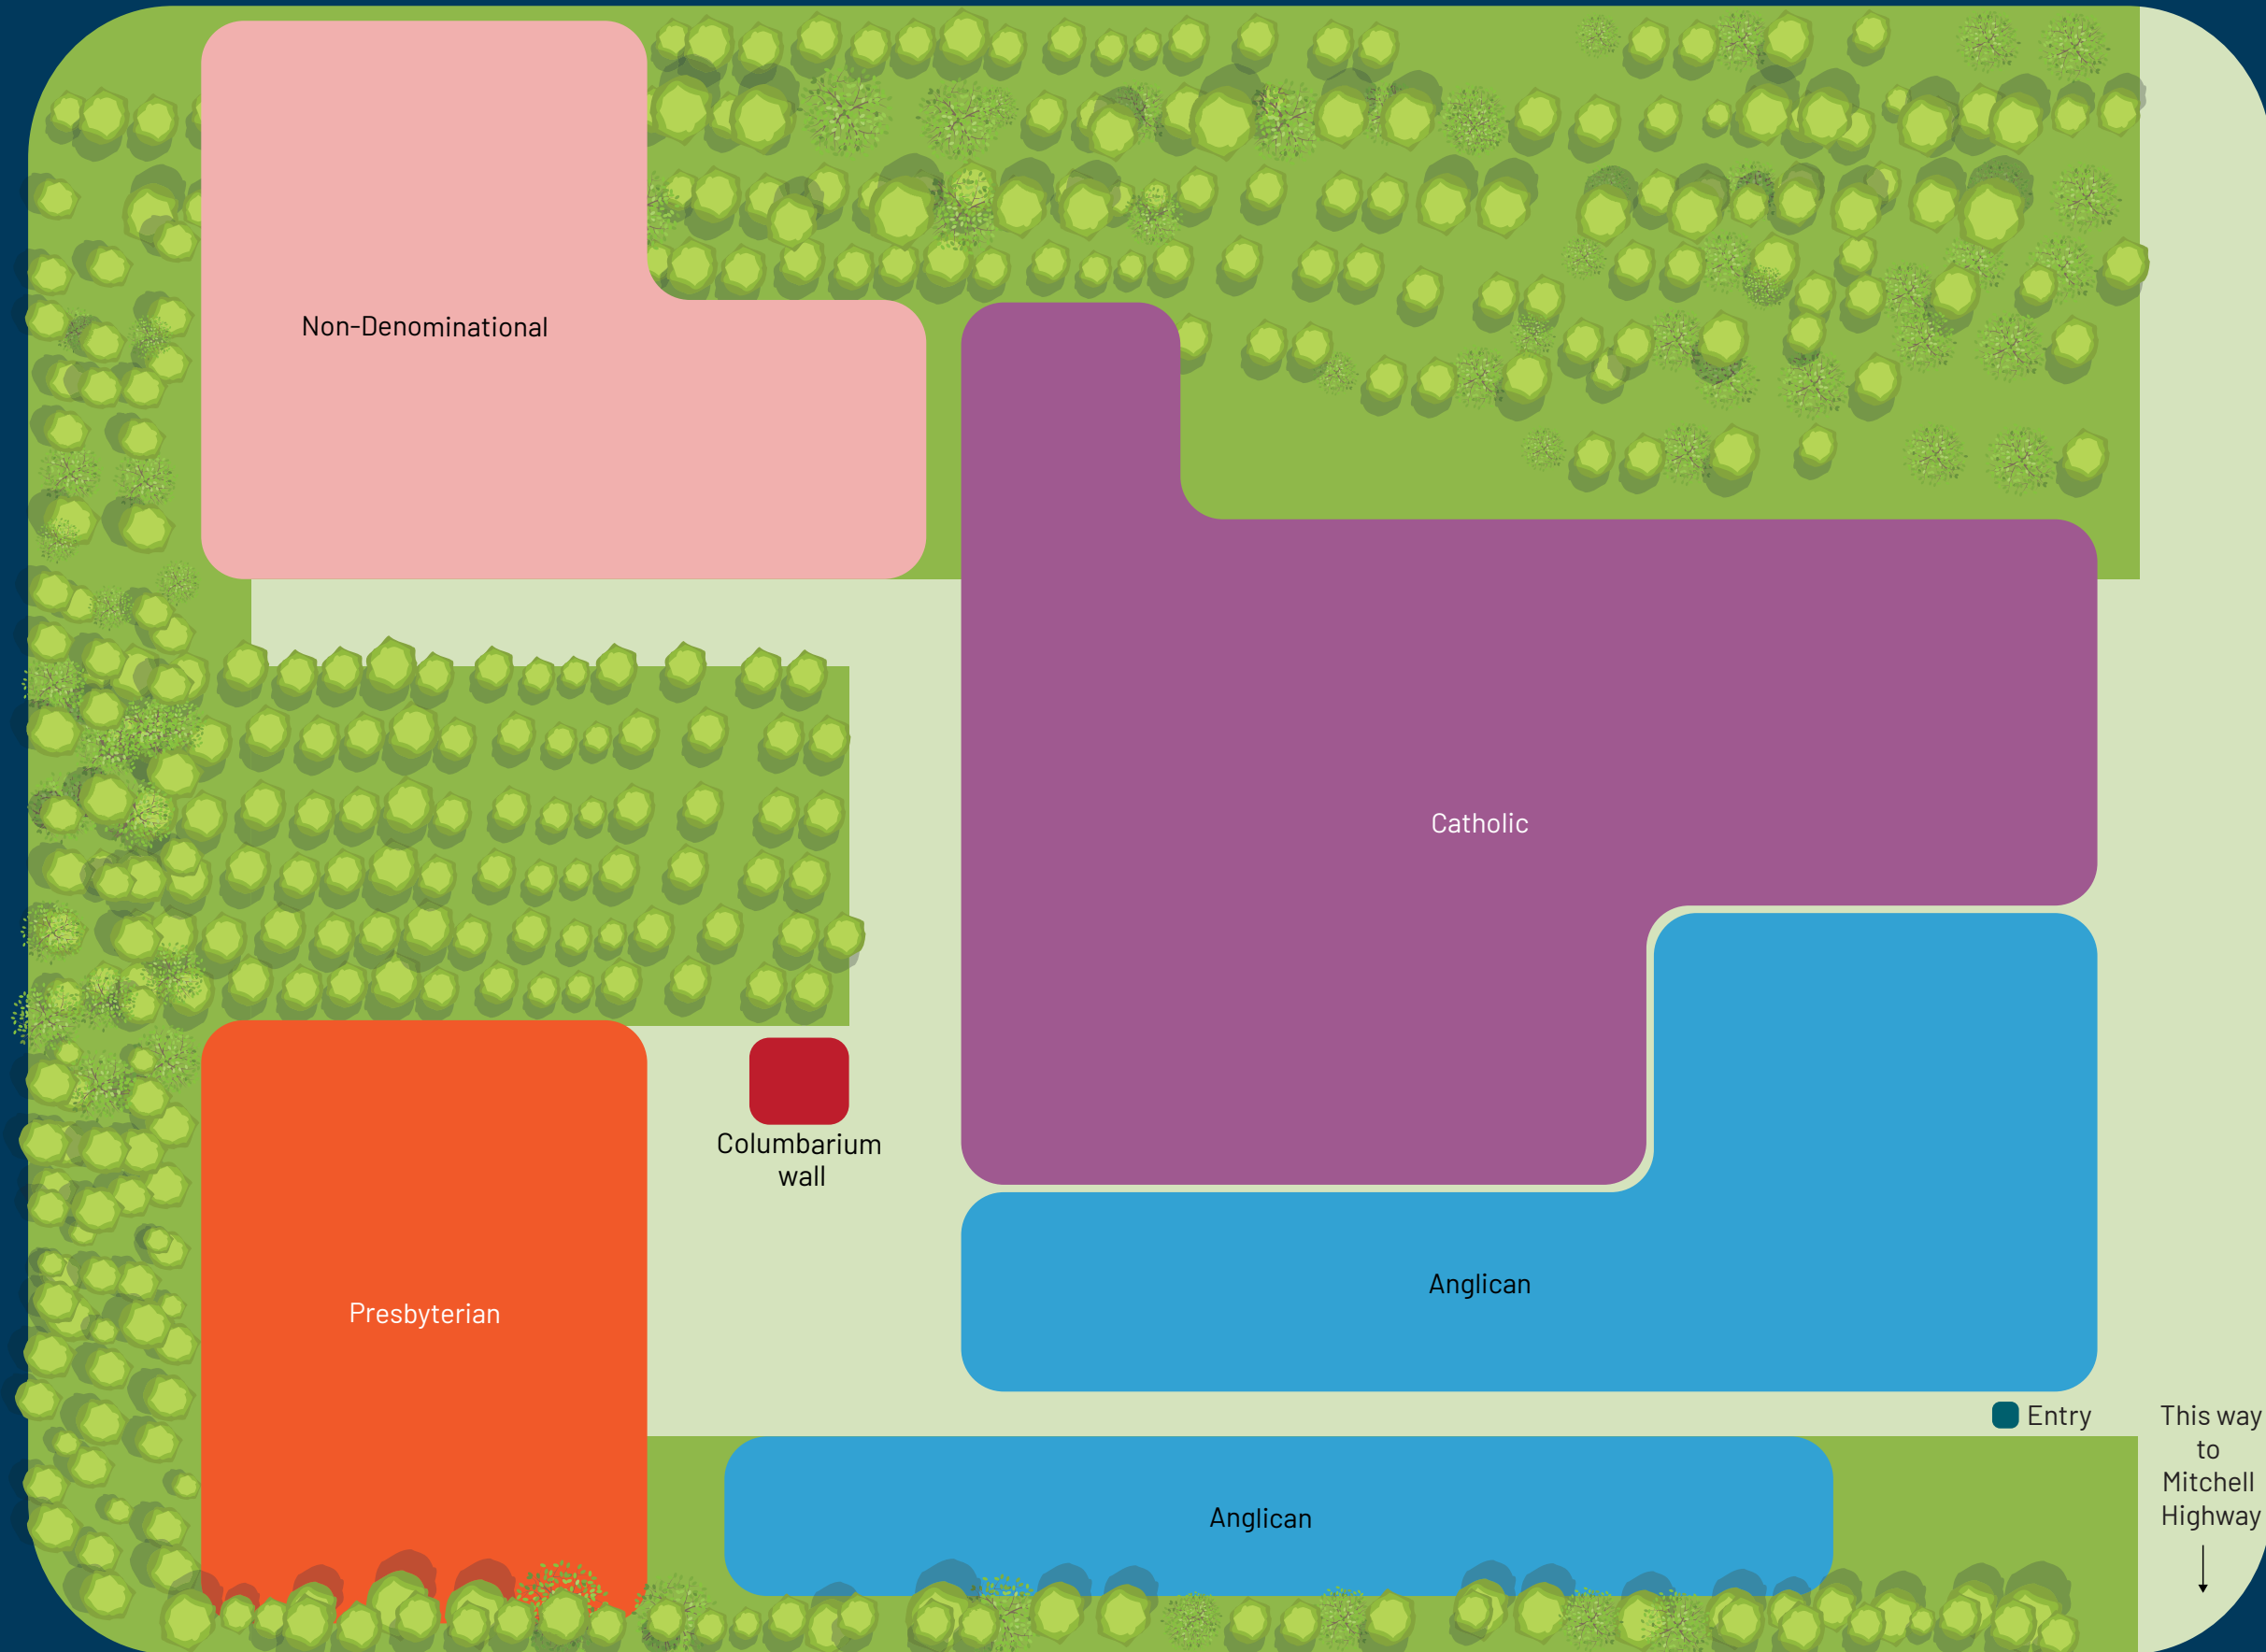 Non-Denominational
Catholic
Columbarium
wall
Anglican
Presbyterian
Entry
This way
to
Mitchell
Highway
Anglican